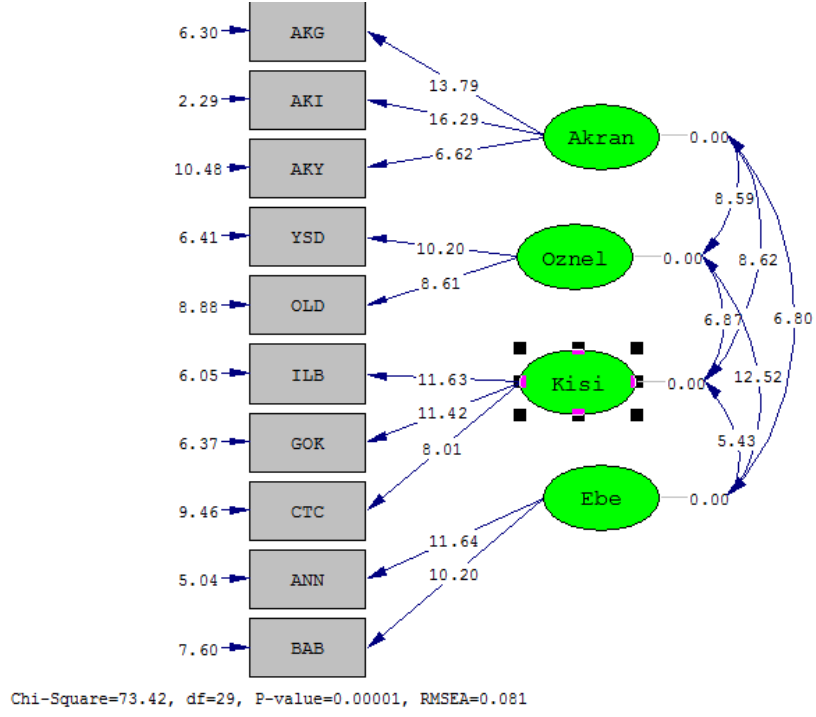 6.30 AKG
13.79
2.29 AKI
16.29
Akran 0.00
10.48 AKY
6.62
8.59
6.41 YSD
10.20
Oznel 0.00
8.62
8.88 OLD
8.61
6.87
6.80
6.05 ILB
11.63
Kisi 0.00
12.52
6.37 GOK
11.42
5.43
8.01
9.46 CTC
Ebe 0.00
11.64
5.04 ANN
10.20
7.60 BAB
Chi-Square=73.42, df=29, P-value=0.00001, RMSEA=0.081